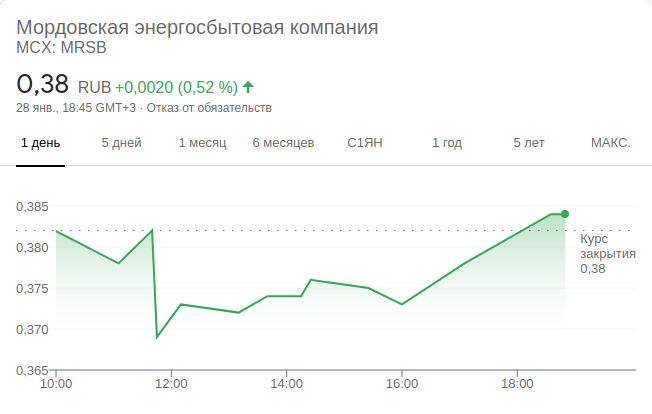 Мордовская энергосбытовая компания
MCX: MRSB
0,38 RUB +0,0020 (0,52 %)
28 янв., 18:45 GMT+3 · Отказ от обязательств
1 день 5 дней 1 месяц 6 месяцев С1ЯН 1 год 5 лет МАКС.
0,385
0,380
0,375
0,370
0,365
Курс
закрытия
0,38
10:00 12:00 14:00 16:00 18:00